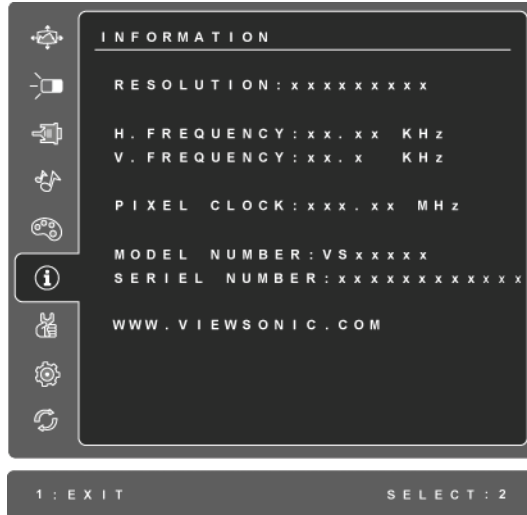 INFORMATION
RESOLUTION:xxxxxxxxx
H.FREQUENCY:xx.xx KHz
V.FREQUENCY:xx.x KHz
PIXEL CLOCK:xxx.xx MHz
MODEL NUMBER:VSxxxxx
SERIEL NUMBER:xxxxxxxxxxxx
WWW.VIEWSONIC.COM
1:EXIT SELECT:2